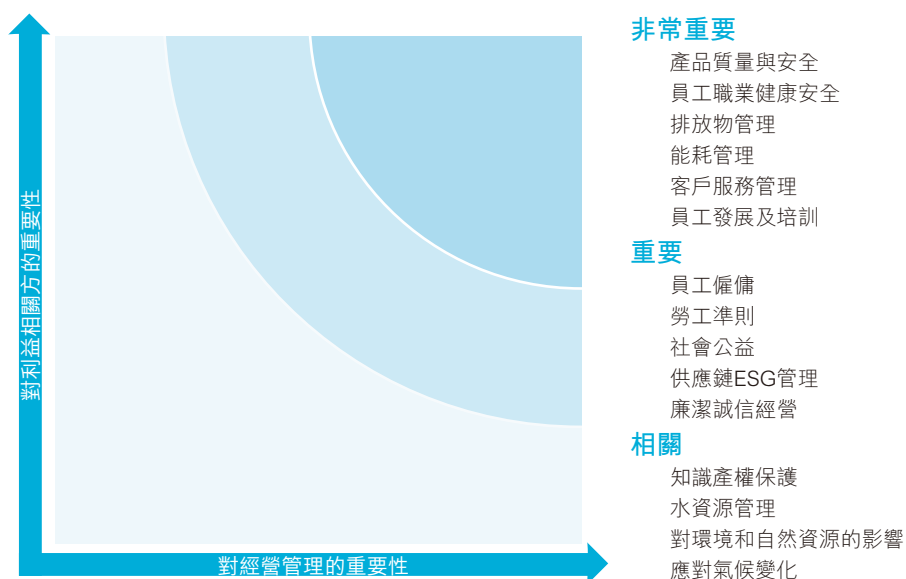 對利益相關方的重要性
對經營管理的重要性
非常重要
產品質量與安全
員工職業健康安全
排放物管理
能耗管理
客戶服務管理
員工發展及培訓
重要
員工僱傭
勞工準則
社會公益
供應鏈ESG管理
廉潔誠信經營
相關
知識產權保護
水資源管理
對環境和自然資源的影響
應對氣候變化